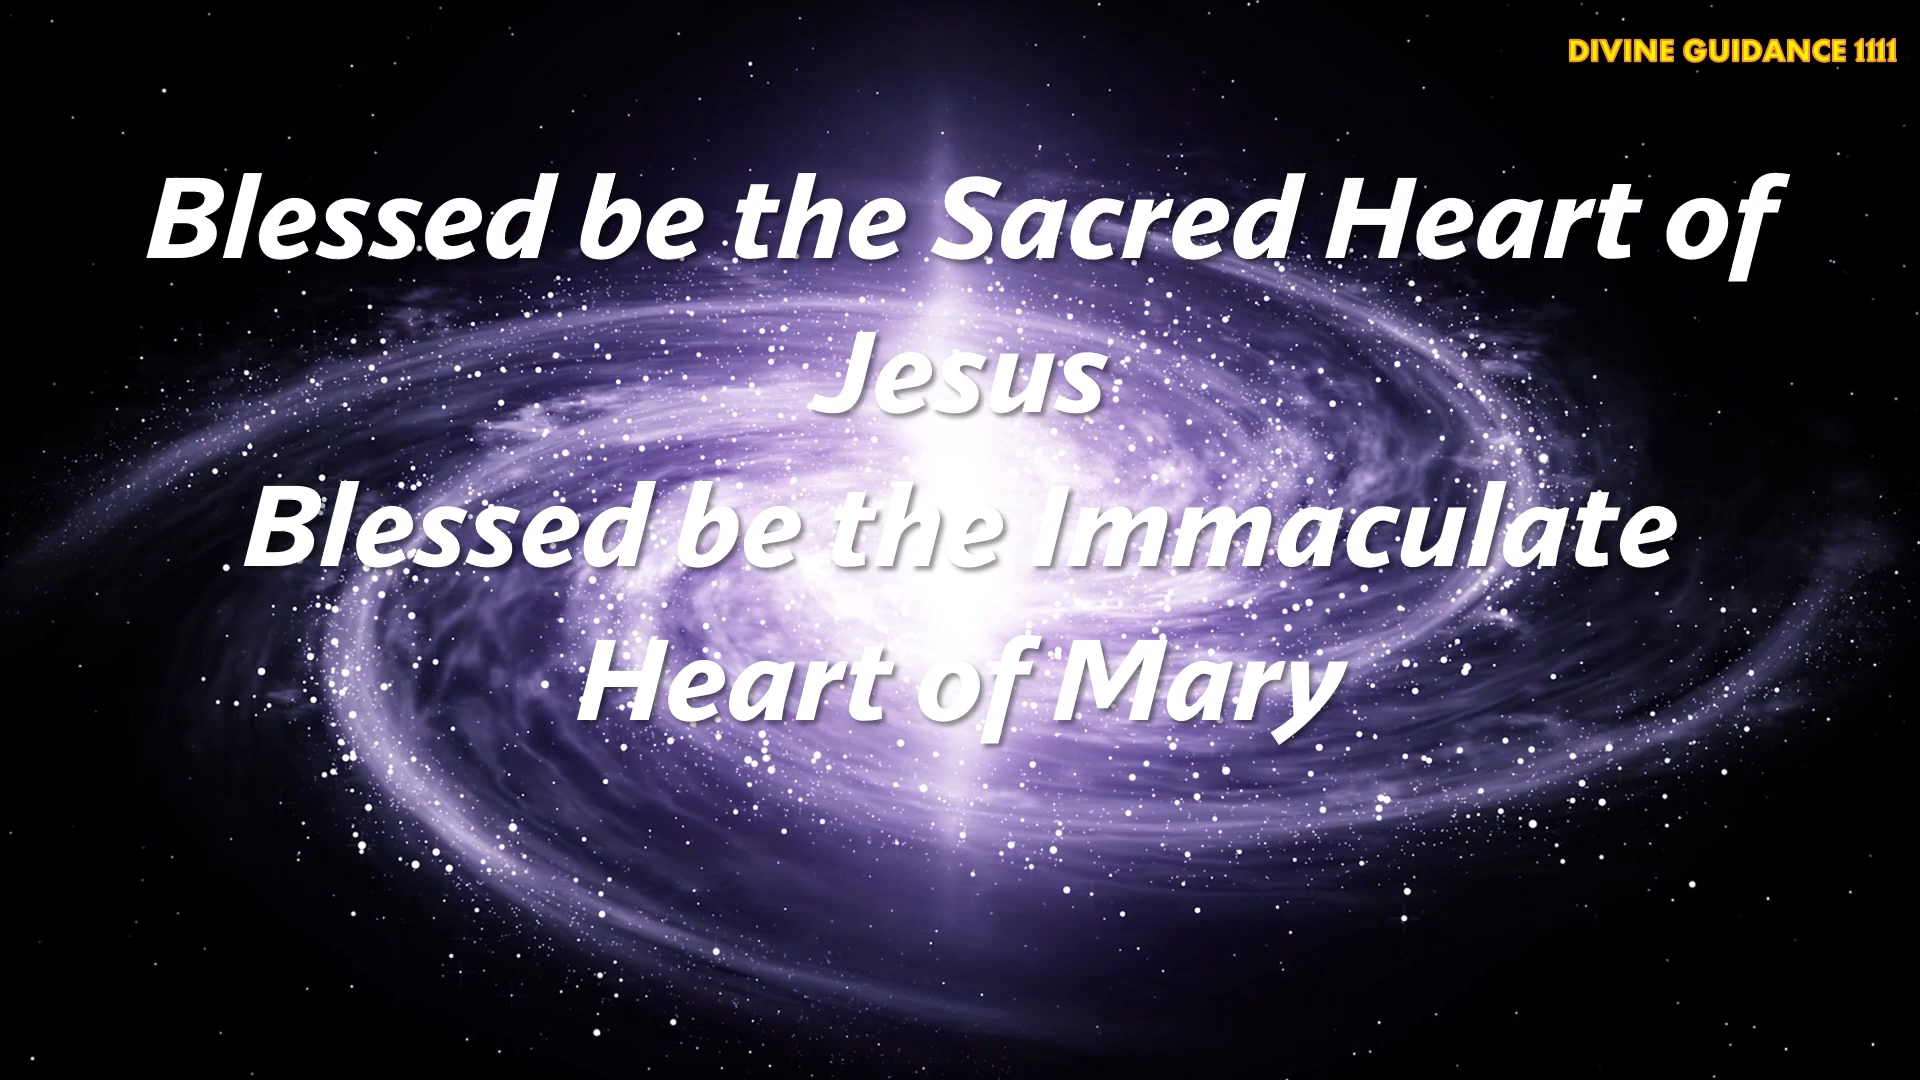 DIVINE GUIDANCE 1111
Blessed be the Sacred Heart of
Jesus
Blessed be the Immaculate
Heart of Mary